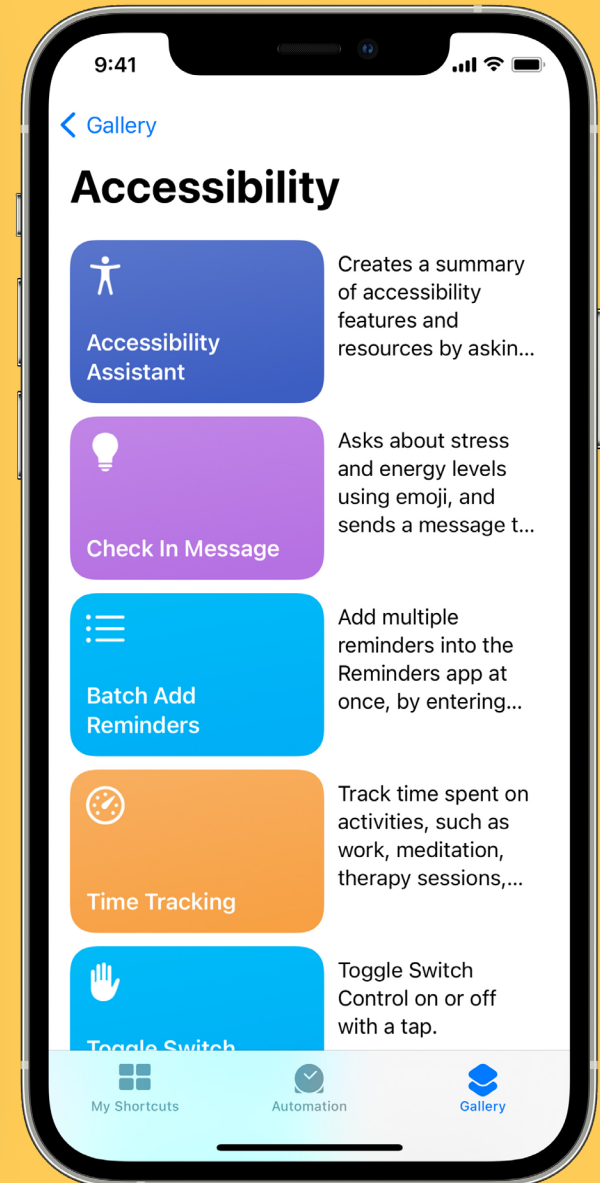 9:41
Gallery
Accessibility
Accessibility
Assistant
Creates a summary
of accessibility
features and
resources by askin...
Check In Message
Asks about stress
and energy levels
using emoji, and
sends a message t...
Batch Add
Reminders
Add multiple
reminders into the
Reminders app at
once, by entering...
Time Tracking
Track time spent on
activities, such as
work, meditation,
therapy sessions,...
Toggle Switch
Toggle Switch
Control on or off
with a tap.
My Shortcuts
Automation
Gallery